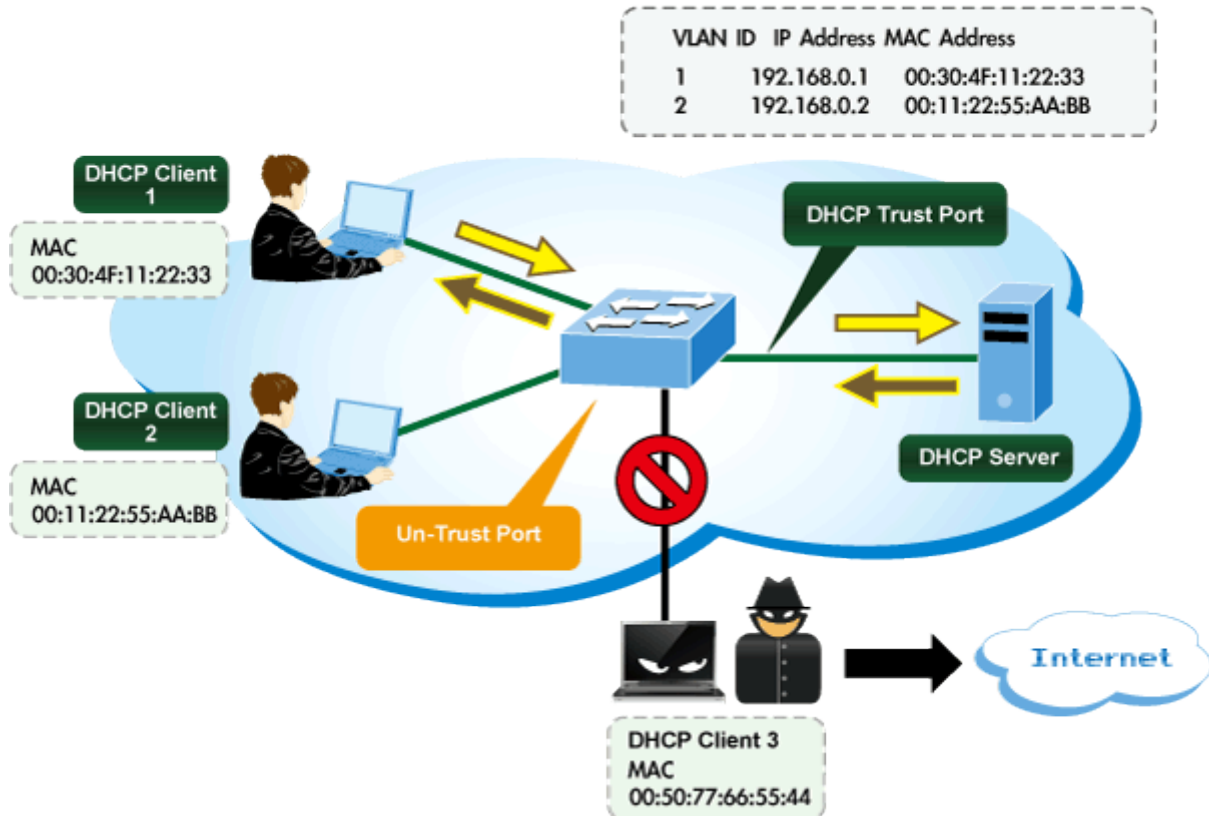 VLAN ID IP Address MAC Address
1 192.168.0.1 00:30:4F:11:22:33
2 192.168.0.2 00:11:22:55:AA:BB
DHCP Client
1
MAC
00:30:4F:11:22:33
DHCP Trust Port
DHCP Client
2
MAC
00:11:22:55:AA:BB
DHCP Server
Un-Trust Port
Internet
DHCP Client 3
MAC
00:50:77:66:55:44